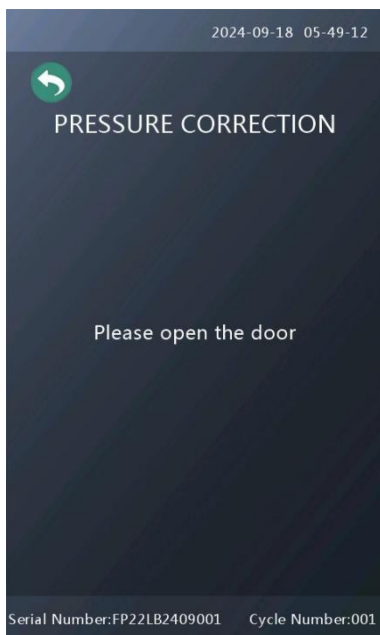 2024-09-18 05-49-12
PRESSURE CORRECTION
Please open the door
Serial Number:FP22LB2409001 Cycle Number:001